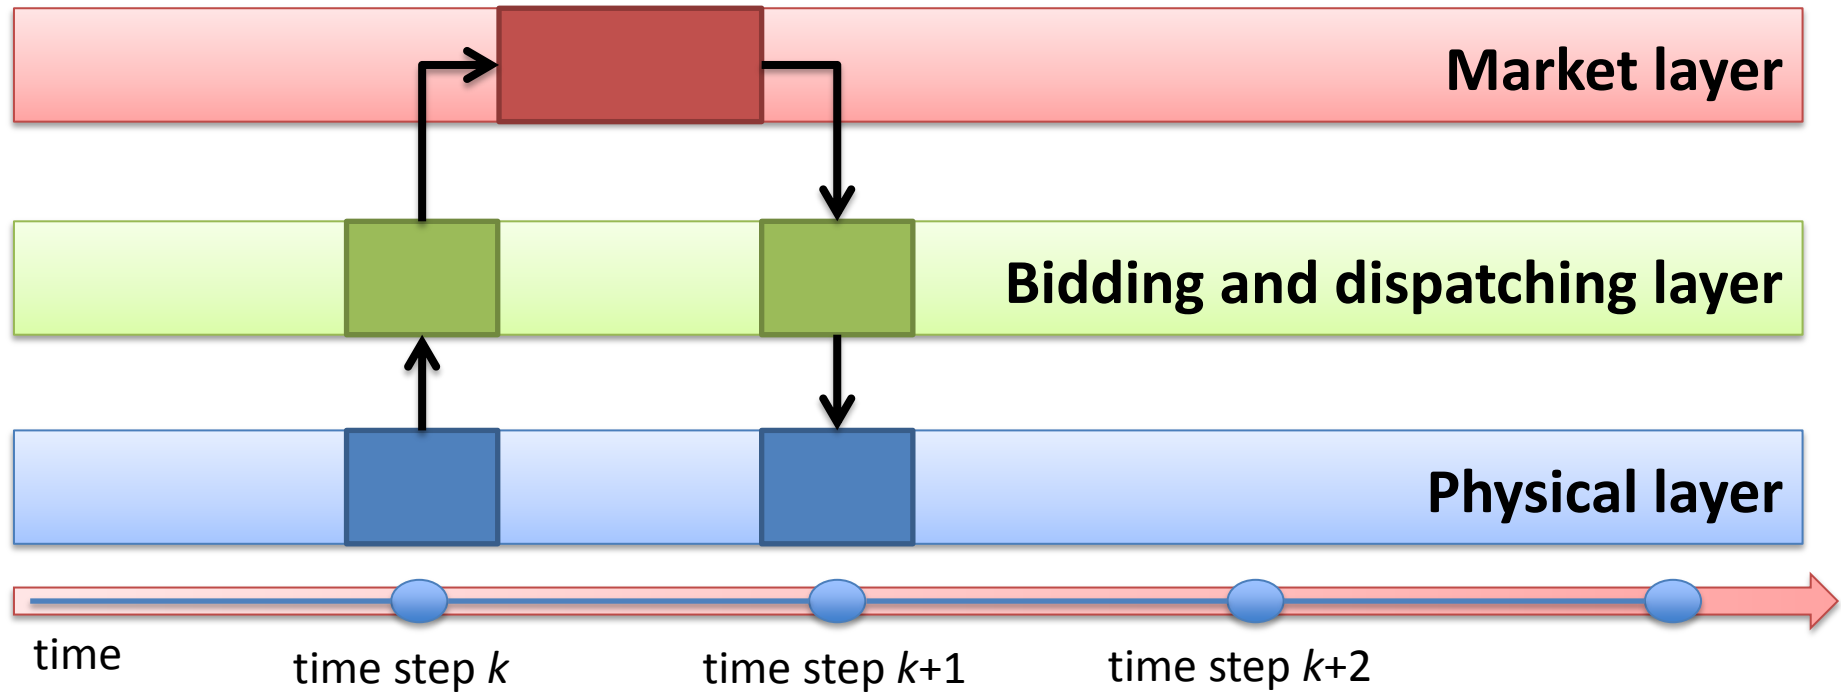 Market layer
Bidding and dispatching layer
Physical layer
time
time step k
time step k+1
time step k+2